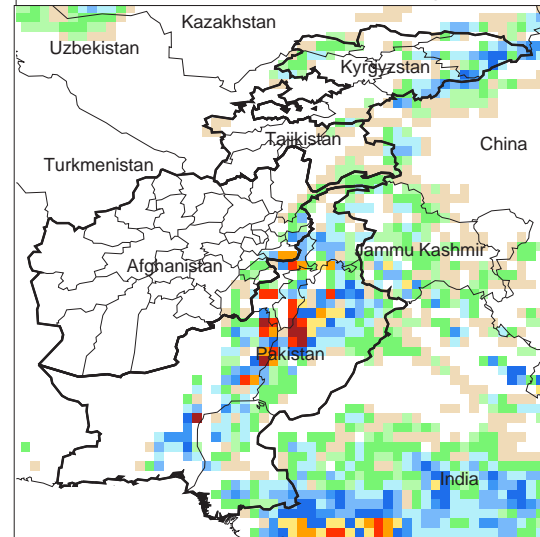 Kazakhstan
Uzbekistan
Kyrgyzstan
Tajikistan
China
Turkmenistan
Jammu Kashmir
Afghanistan
Pakistan
India